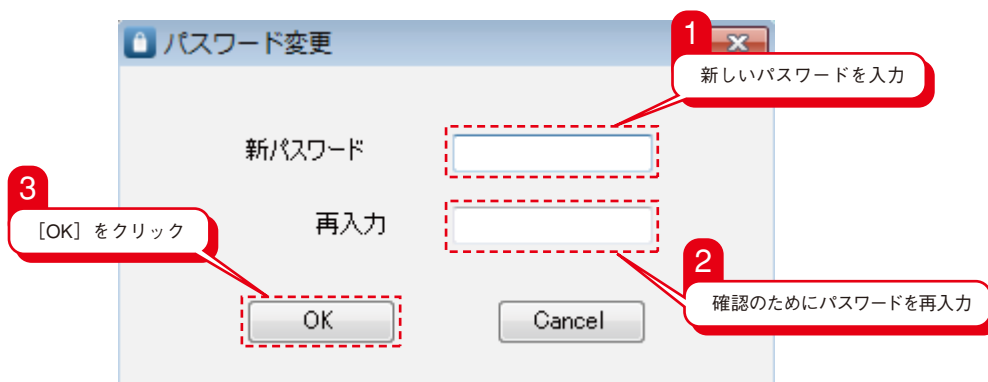 パスワード変更
1
新しいパスワードを入力
新パスワード
3
［OK］をクリック
再入力
2
確認のためにパスワードを再入力
OK
Cancel